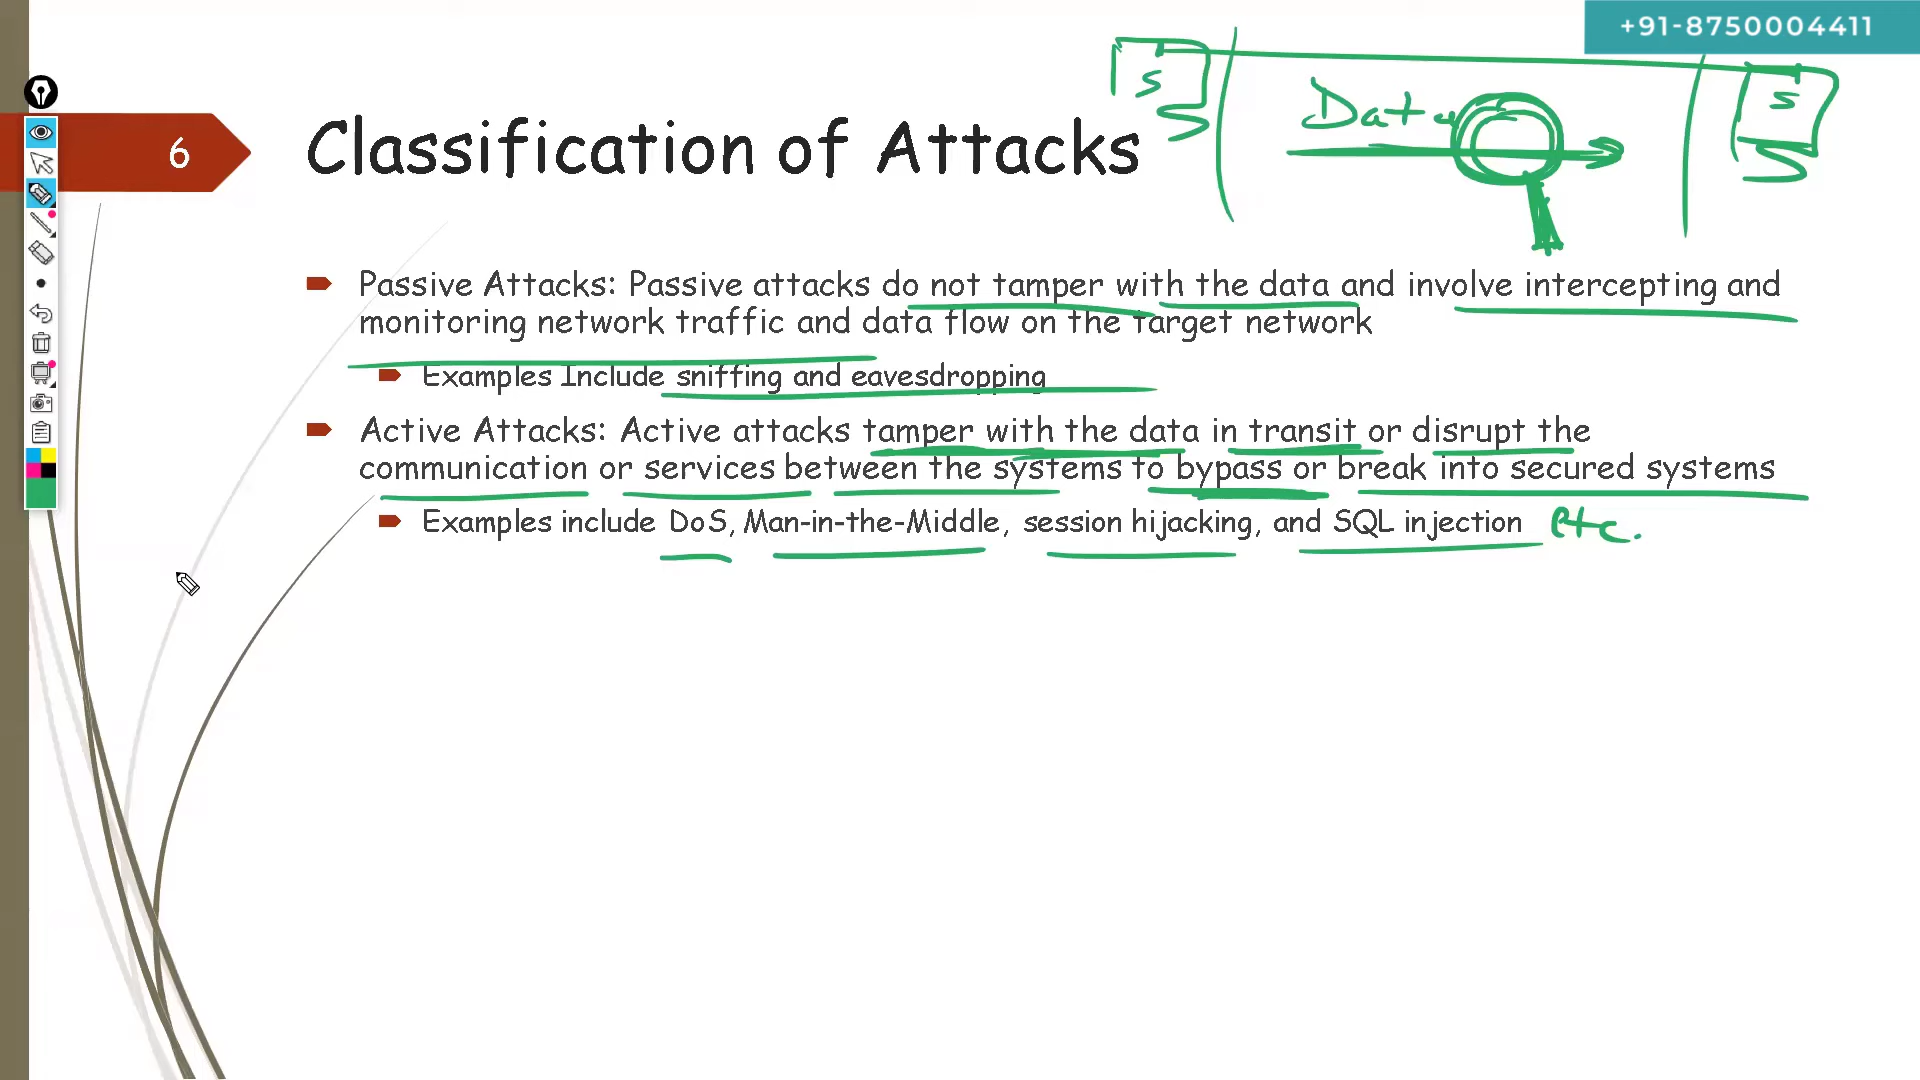 +91-8750004411
S
Data
S
6
Classification of Attacks
Passive Attacks: Passive attacks do not tamper with the data and involve intercepting and
monitoring network traffic and data flow on the target network
Examples Include sniffing and eavesdropping
Active Attacks: Active attacks tamper with the data in transit or disrupt the
communication or services between the systems to bypass or break into secured systems
Examples include DoS, Man-in-the-Middle, session hijacking, and SQL injection etc.